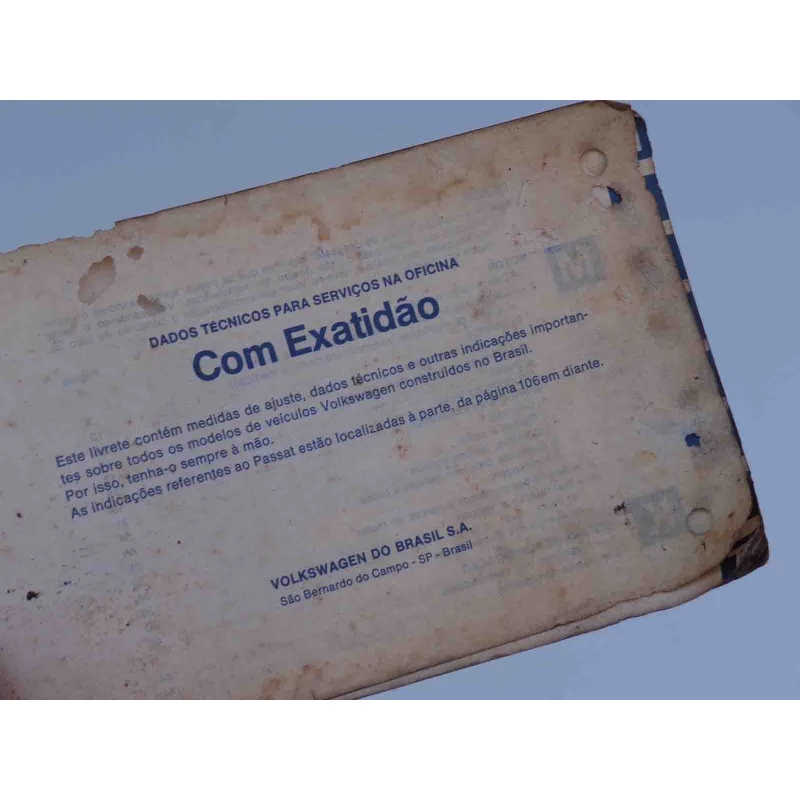 DADOS TÉCNICOS PARA SERVIÇOS NA OFICINA
Com Exatidão
Este livrete contém medidas de ajuste, dados técnicos e outras indicações importan-
tes sobre todos os modelos de veículos Volkswagen construídos no Brasil.
Por isso, tenha-o sempre à mão.
As indicações referentes ao Passat estão localizadas à parte, da página 106 em diante.
VOLKSWAGEN DO BRASIL S.A.
São Bernardo do Campo - SP - Brasil